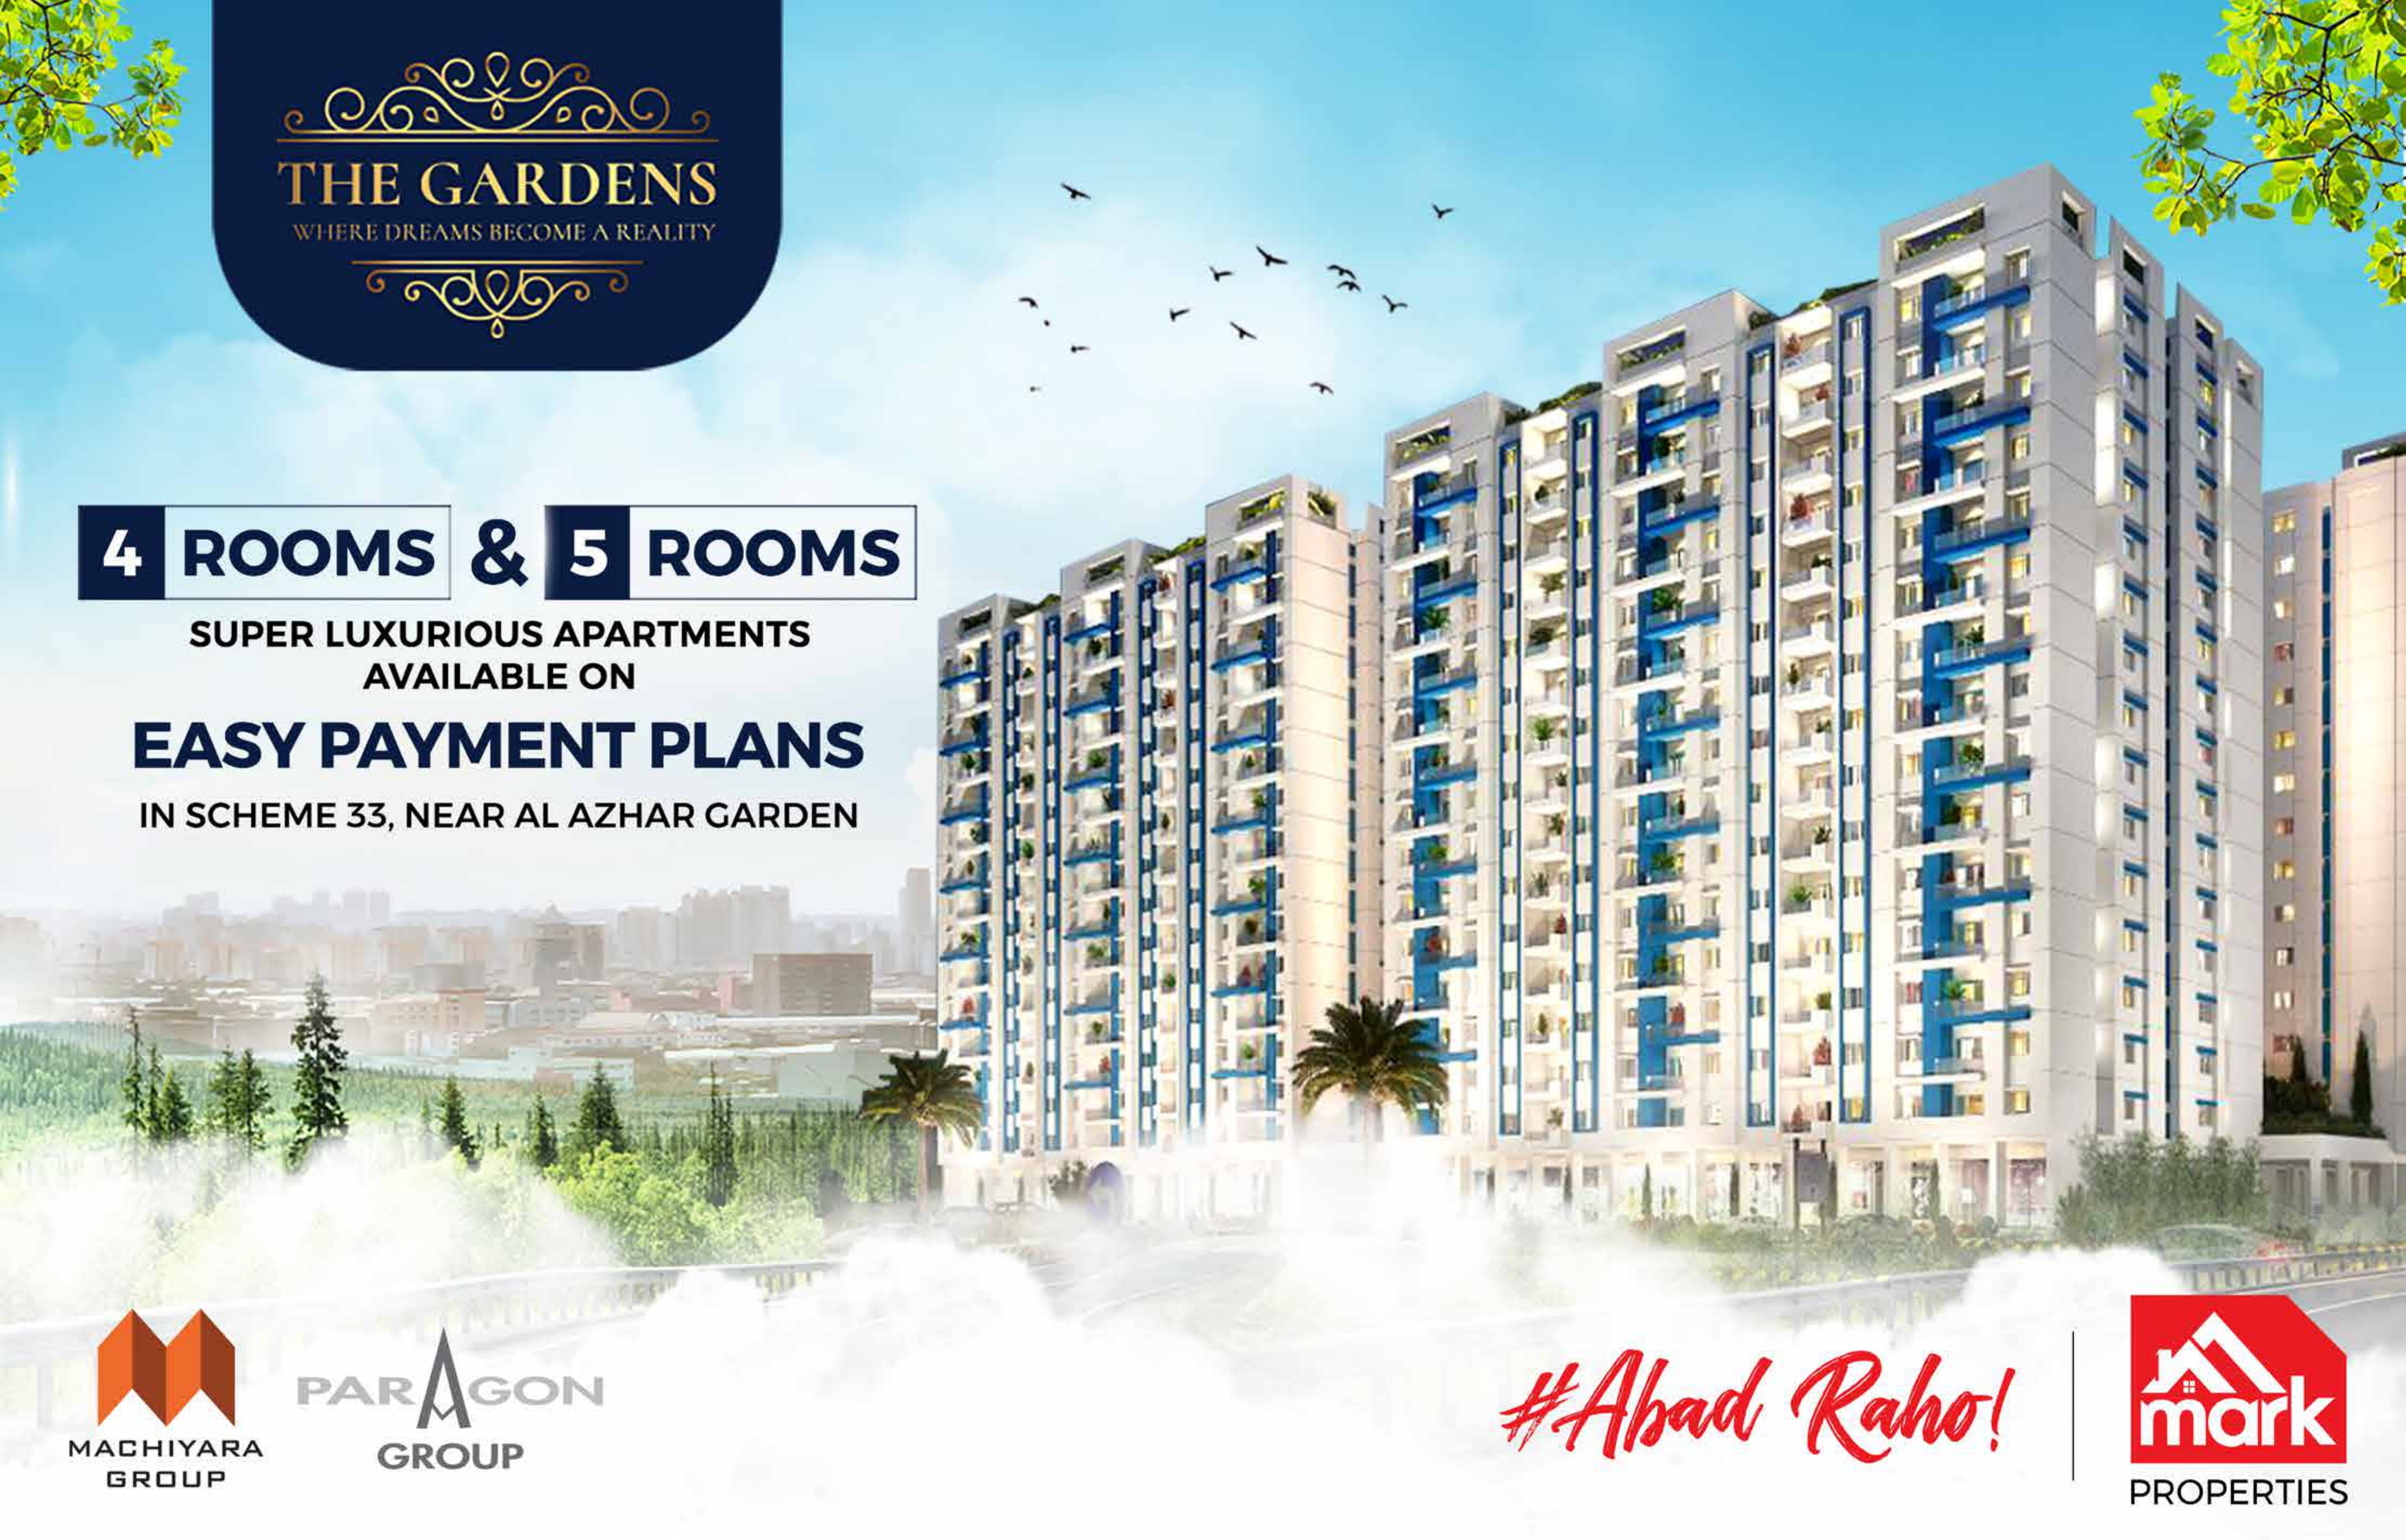 THE GARDENS
WHERE DREAMS BECOME A REALITY
4 ROOMS & 5 ROOMS
SUPER LUXURIOUS APARTMENTS
AVAILABLE ON
EASY PAYMENT PLANS
IN SCHEME 33, NEAR AL AZHAR GARDEN
MACHIYARA
GROUP
PARAGON
GROUP
#Abad Raho!
mark
PROPERTIES